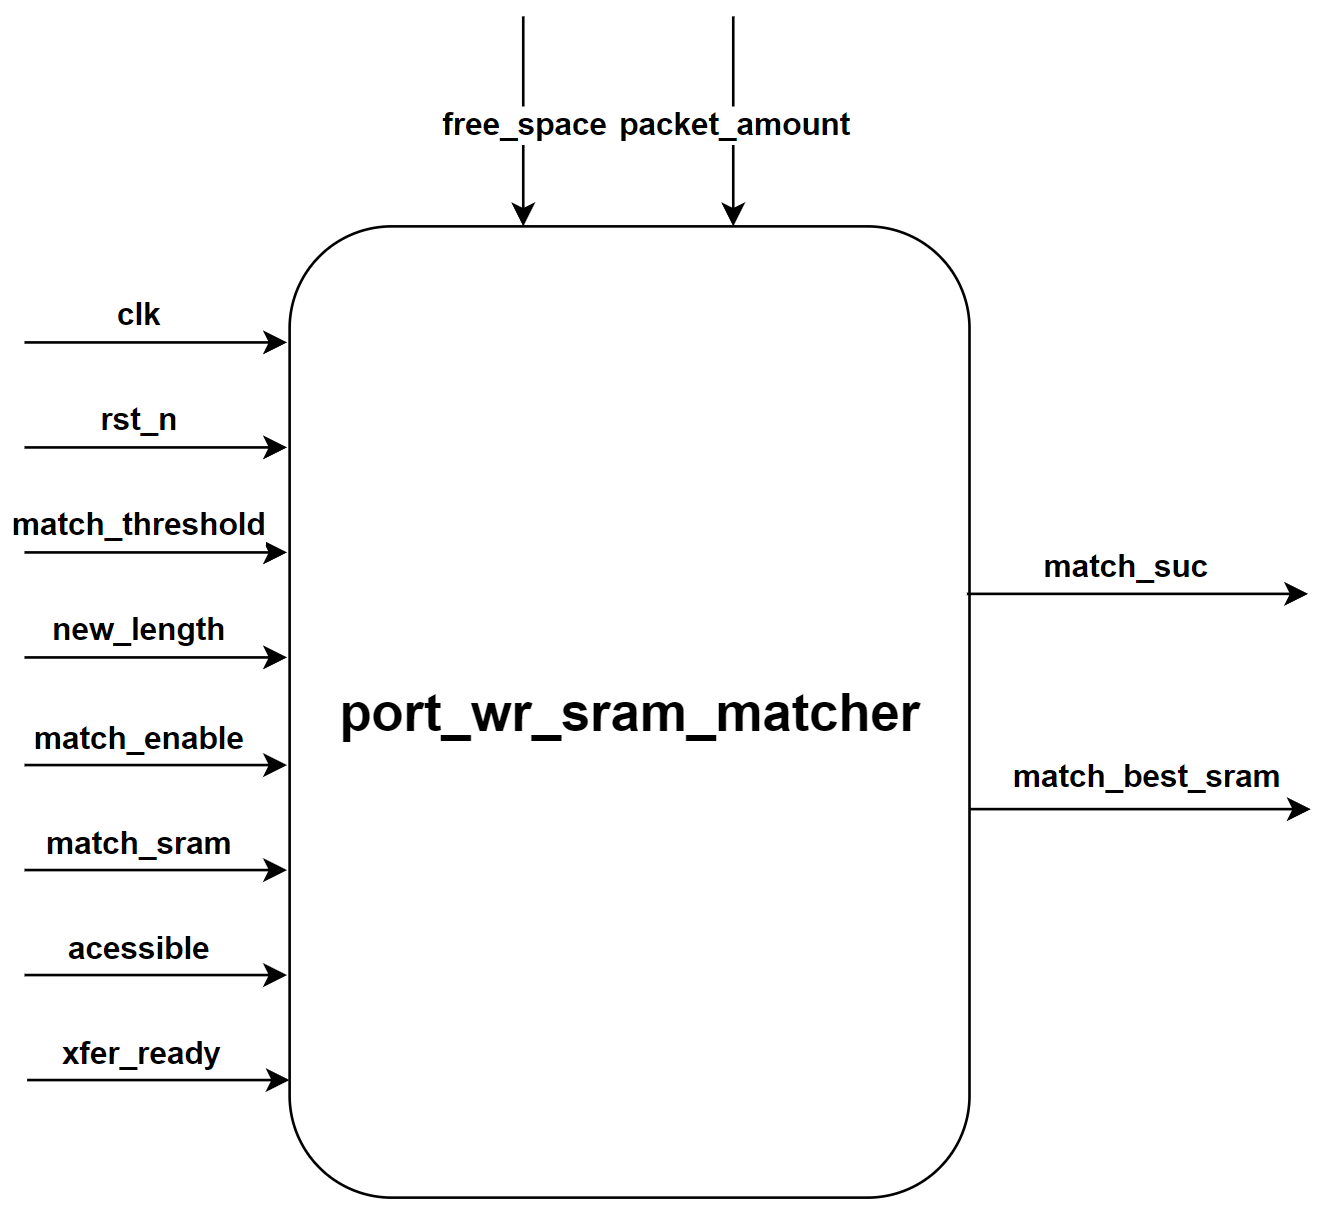 free_space packet_amount
clk
rst_n
match_threshold
new_length
match_enable
match_sram
acessible
xfer_ready
port_wr_sram_matcher
match_suc
match_best_sram